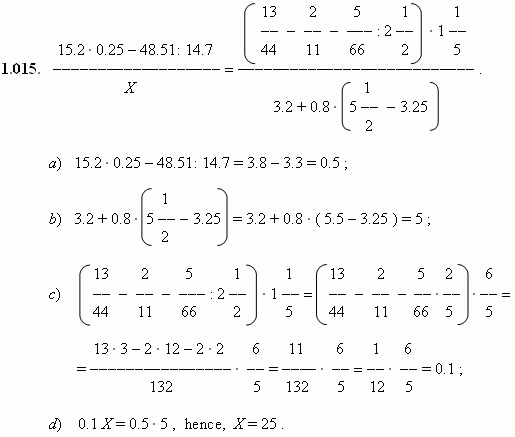 1.015. (15.2 · 0.25 – 48.51: 14.7) / X = ((13/44 – 2/11 – 5/66 : 2 1/2) · 1 1/5) / (3.2 + 0.8 · (5 1/2 – 3.25)) .
a) 15.2 · 0.25 – 48.51: 14.7 = 3.8 – 3.3 = 0.5 ;
b) 3.2 + 0.8 · (5 1/2 – 3.25) = 3.2 + 0.8 · ( 5.5 – 3.25 ) = 5 ;
c) (13/44 – 2/11 – 5/66 : 2 1/2) · 1 1/5 = (13/44 – 2/11 – 5/66 · 2/5) · 6/5 =
= (13 · 3 – 2 · 12 – 2 · 2)/132 · 6/5 = 11/132 · 6/5 = 1/12 · 6/5 = 0.1 ;
d) 0.1 X = 0.5 · 5 , hence, X = 25 .